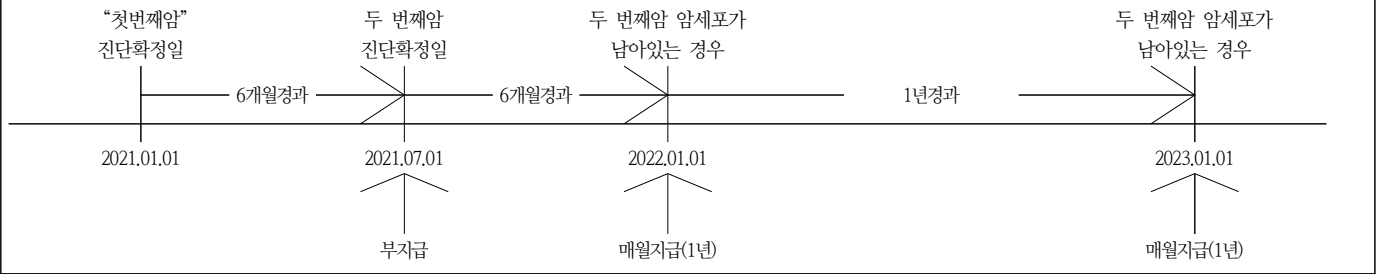 “첫번째암” 두 번째암 두 번째암 암세포가 두 번째암 암세포가
진단확정일 진단확정일 남아있는 경우 남아있는 경우
6개월경과 6개월경과 1년경과
2021.01.01 2021.07.01 2022.01.01 2023.01.01
부지급 매월지급(1년) 매월지급(1년)